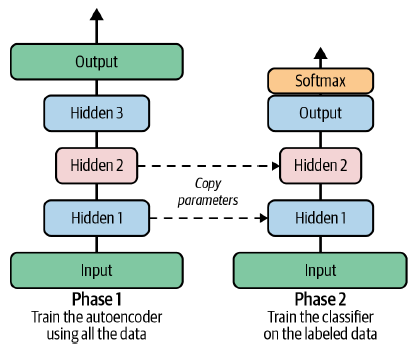 Output
Hidden 3
Hidden 2
Hidden 1
Input
Phase 1
Train the autoencoder
using all the data
Copy
parameters
Softmax
Output
Hidden 2
Hidden 1
Input
Phase 2
Train the classifier
on the labeled data